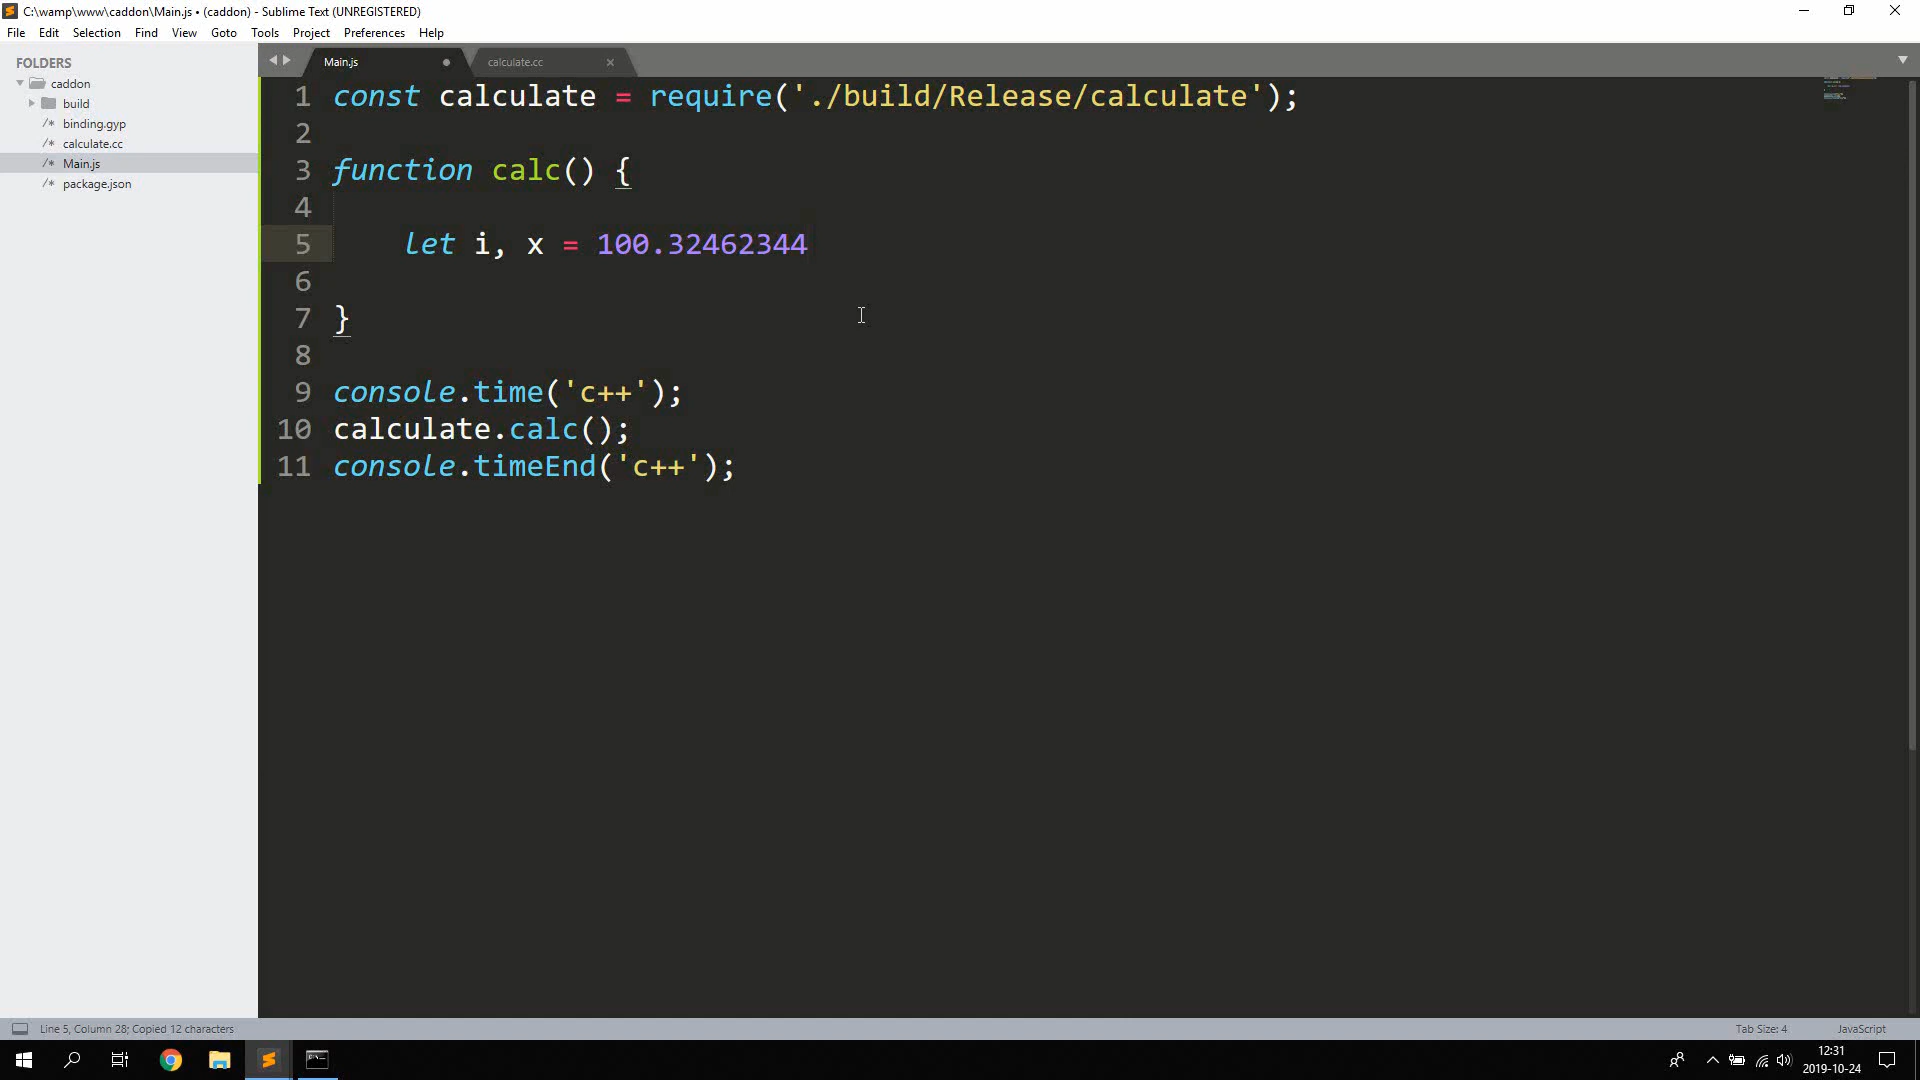 C:\wamp\www\caddon\Main.js • (caddon) - Sublime Text (UNREGISTERED)
File Edit Selection Find View Goto Tools Project Preferences Help
FOLDERS
caddon
build
/* binding.gyp
/* calculate.cc
/* Main.js
/* package.json
Main.js
calculate.cc
1 const calculate = require('./build/Release/calculate');
2
3 function calc() {
4
5 let i, x = 100.32462344
6
7 }
8
9 console.time('c++');
10 calculate.calc();
11 console.timeEnd('c++');
Line 5, Column 28; Copied 12 characters
Tab Size: 4
JavaScript
12:31
2019-10-24